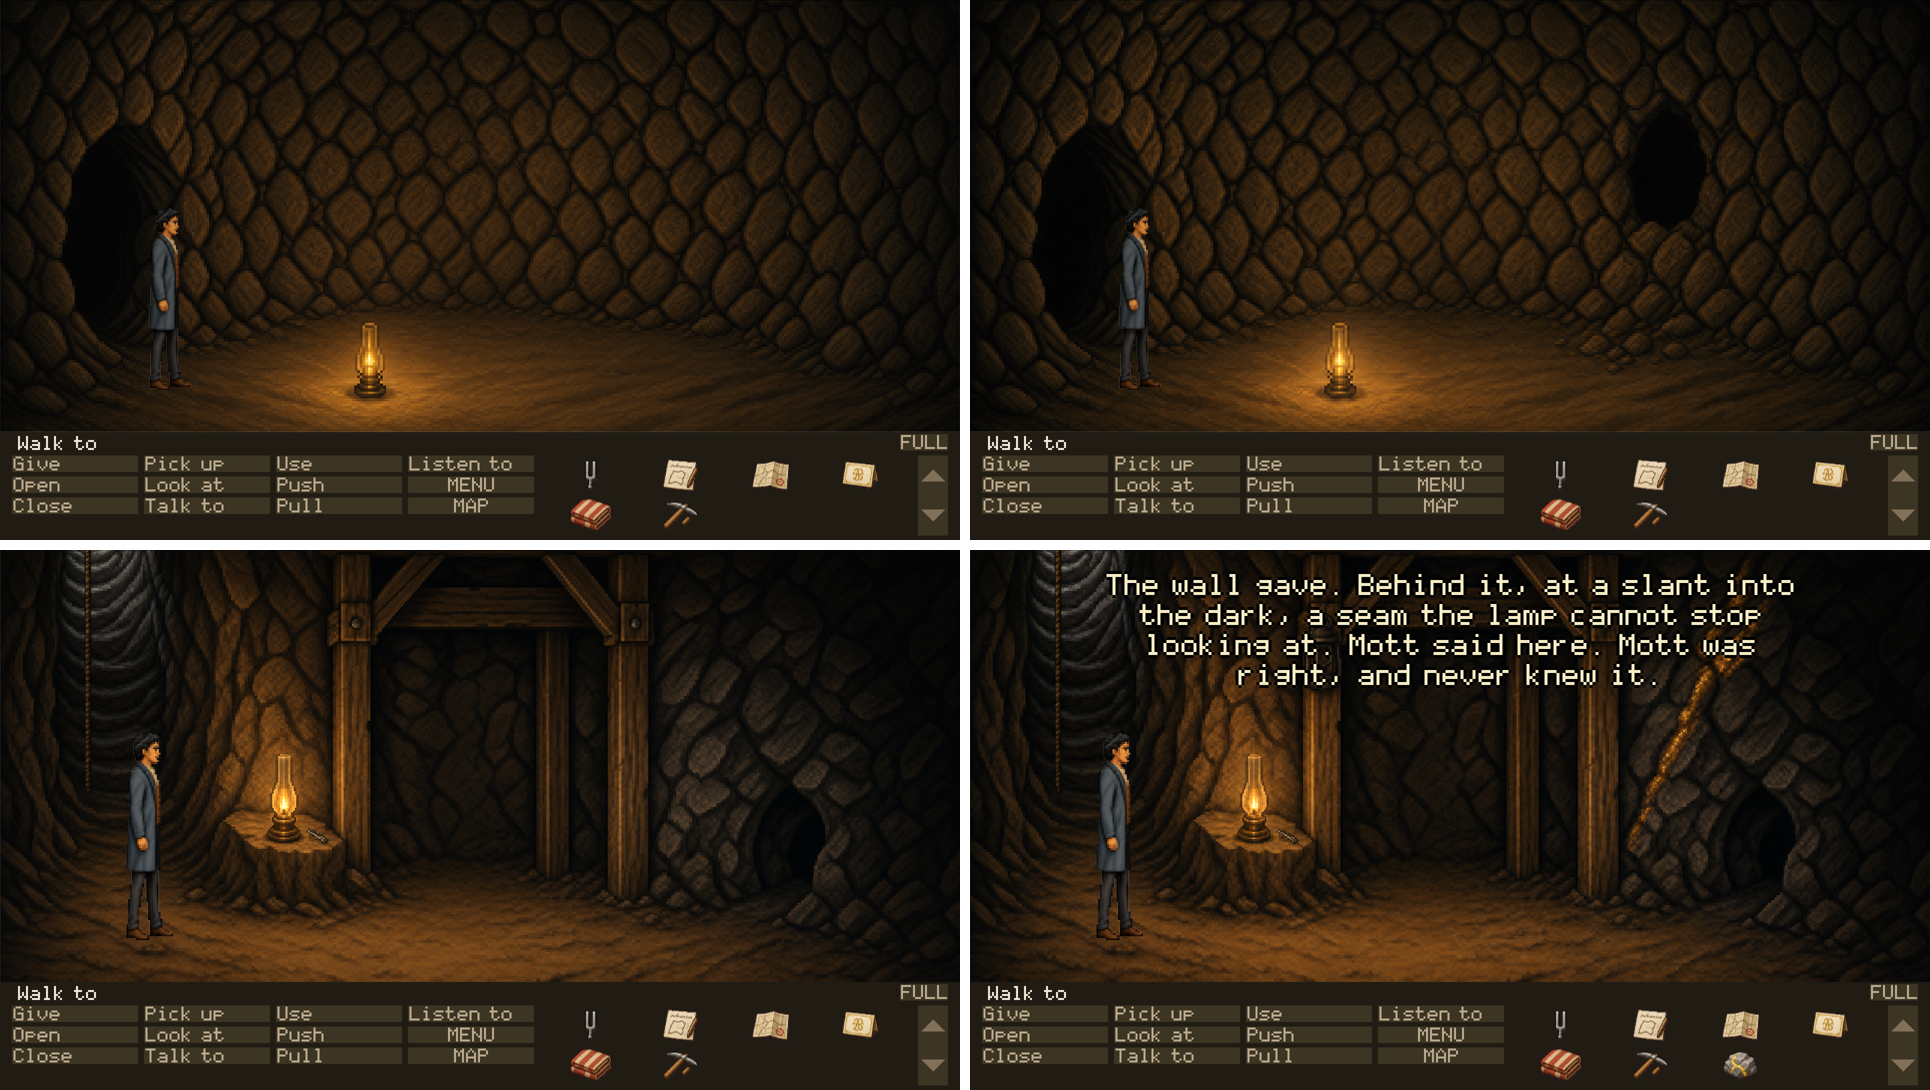 Walk to
FULL
Give Pick up Use Listen to
Open Look at Push MENU
Close Talk to Pull MAP
Walk to
FULL
Give Pick up Use Listen to
Open Look at Push MENU
Close Talk to Pull MAP
Walk to
FULL
Give Pick up Use Listen to
Open Look at Push MENU
Close Talk to Pull MAP
The wall gave. Behind it, at a slant into
the dark, a seam the lamp cannot stop
looking at. Mott said here. Mott was
right, and never knew it.
Walk to
FULL
Give Pick up Use Listen to
Open Look at Push MENU
Close Talk to Pull MAP